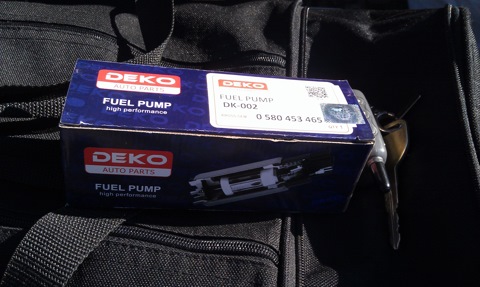 DEKO
AUTO PARTS
FUEL PUMP
high performance
DEKO
FUEL PUMP
DK-002
0 580 453 465
DEKO
AUTO PARTS
FUEL PUMP
high performance